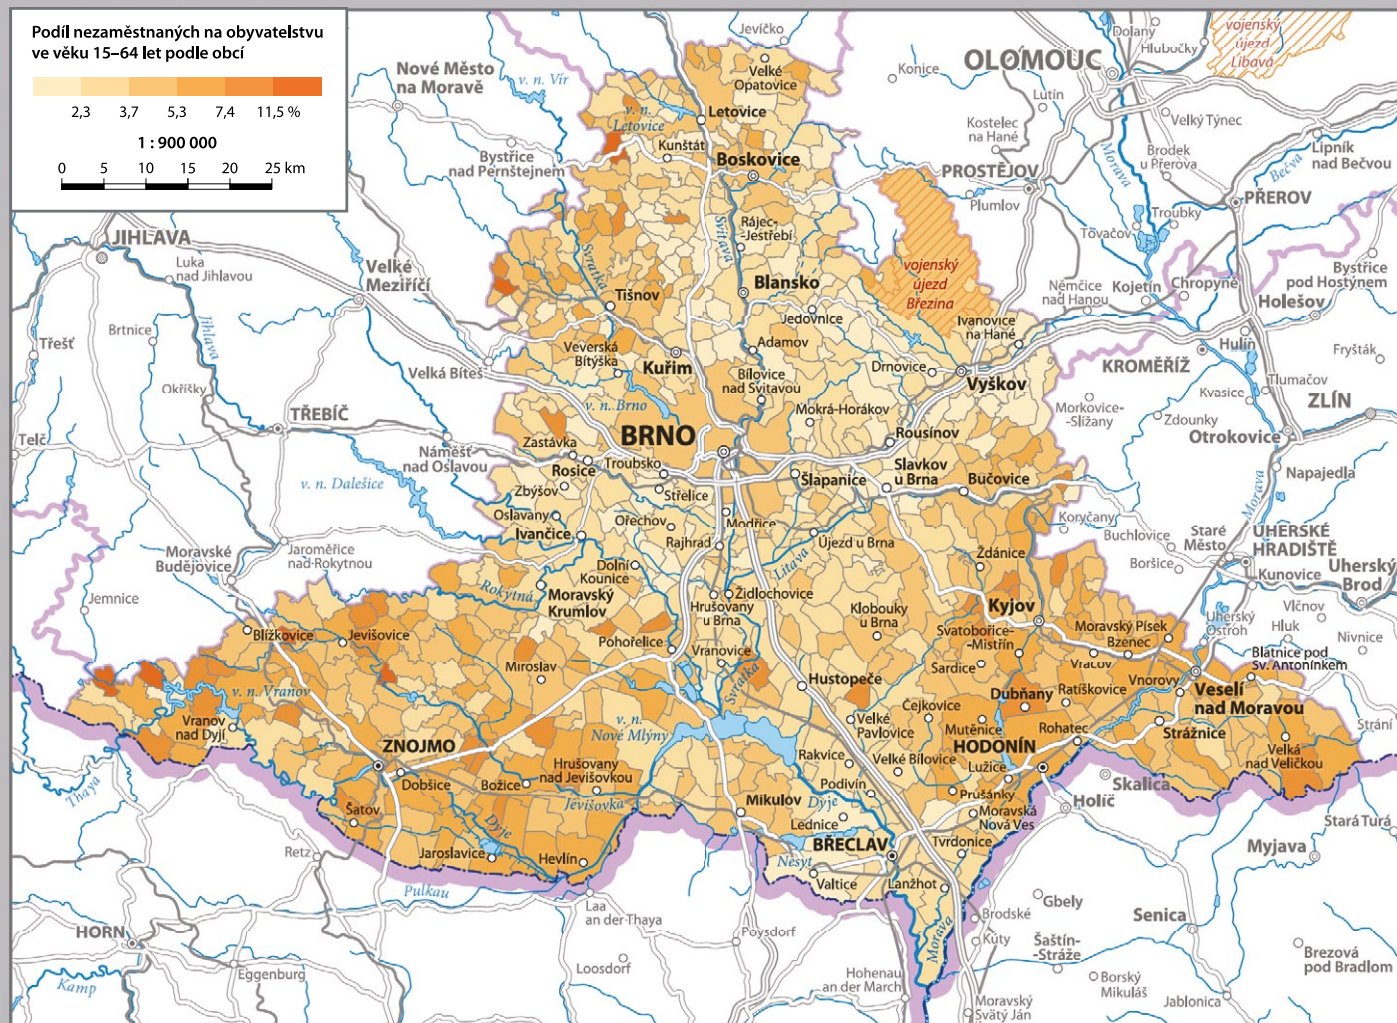 Podíl nezaměstnaných na obyvatelstvu
ve věku 15–64 let podle obcí
2,3 3,7 5,3 7,4 11,5 %
1 : 900 000
0 5 10 15 20 25 km
Jevíčko
Dolany
Hlubočky
vojenský
újezd
Libavá
Nové Město
na Moravě
v. n. Vír
Velké
Opatovice
Konice
OLOMOUC
Lutín
v. n.
Letovice
Letovice
Kostelec
na Hané
Velký Týnec
Kunštát
Bystřice
nad Pernštejnem
Boskovice
PROSTĚJOV
Morava
Brodek
u Přerova
Lipník
nad Bečvou
Bečva
Plumlov
PŘEROV
Troubky
Tovačov
Rájec-
-Jestřebí
Svitava
JIHLAVA
Luka
nad Jihlavou
Velké
Meziříčí
Svratka
Tišnov
Blansko
vojenský
újezd
Březina
Němčice
nad Hanou
Kojetín
Chropyně
Bystřice
pod Hostýnem
Holešov
Jihlava
Brtnice
Třešť
Jedovnice
Ivanovice
na Hané
Veverská
Bítýška
Kuřim
Adamov
Hulín
Fryšták
KROMĚŘÍŽ
Velká Bíteš
Bílovice
nad Svitavou
Drnovice
Vyškov
Okříšky
Tlumačov
Kvasice
v. n. Brno
Mokrá-Horákov
Morkovice-
-Slížany
Zdounky
ZLÍN
TŘEBÍČ
BRNO
Rousínov
Otrokovice
Telč
Zastávka
Náměšť
nad Oslavou
Rosice
Troubsko
Šlapanice
Slavkov
u Brna
Bučovice
Napajedla
v. n. Dalešice
Zbýšov
Střelice
Morava
Oslavany
Ořechov
Modřice
Koryčany
Ivančice
Rajhrad
Újezd u Brna
Buchlovice
Staré
Město
UHERSKÉ
HRADIŠTĚ
Moravské
Budějovice
Jaroměřice
nad Rokytnou
Litava
Ždánice
Boršice
Kunovice
Uherský
Brod
Dolní
Kounice
Rokytná
Moravský
Krumlov
Židlochovice
Hrušovany
u Brna
Jemnice
Klobouky
u Brna
Kyjov
Uherský
Ostroh
Vlčnov
Hluk
Nivnice
Blížkovice
Jevišovice
Pohořelice
Svatobořice-
-Mistřín
Moravský Písek
Bzenec
Vracov
Vranovice
Miroslav
Šardice
Blatnice pod
Sv. Antonínkem
Vnorovy
Svratka
Hustopeče
Dubňany
Ratíškovice
Veselí
nad Moravou
v. n. Vranov
Vranov
nad Dyjí
Čejkovice
Velké
Pavlovice
Mutěnice
Rohatec
Strání
v. n.
Nové Mlýny
Strážnice
ZNOJMO
HODONÍN
Velká
nad Veličkou
Rakvice
Velké Bílovice
Lužice
Thaya
Hrušovany
nad Jevišovkou
Dobšice
Božice
Podivín
Skalica
Prušánky
Šatov
Jevišovka
Mikulov
Dyje
Holíč
Moravská
Nová Ves
Stará Turá
Dyje
Lednice
Myjava
Retz
BŘECLAV
Tvrdonice
Jaroslavice
Hevlín
Nesyt
Valtice
Lanžhot
Pulkau
Gbely
Laa
an der Thaya
Brodské
Senica
HORN
Poysdorf
Morava
Kúty
Šaštín-
-Stráže
Brezová
pod Bradlom
Eggenburg
Loosdorf
Hohenau
an der March
Borský
Mikuláš
Kamp
Jablonica
Moravský
Svätý Ján